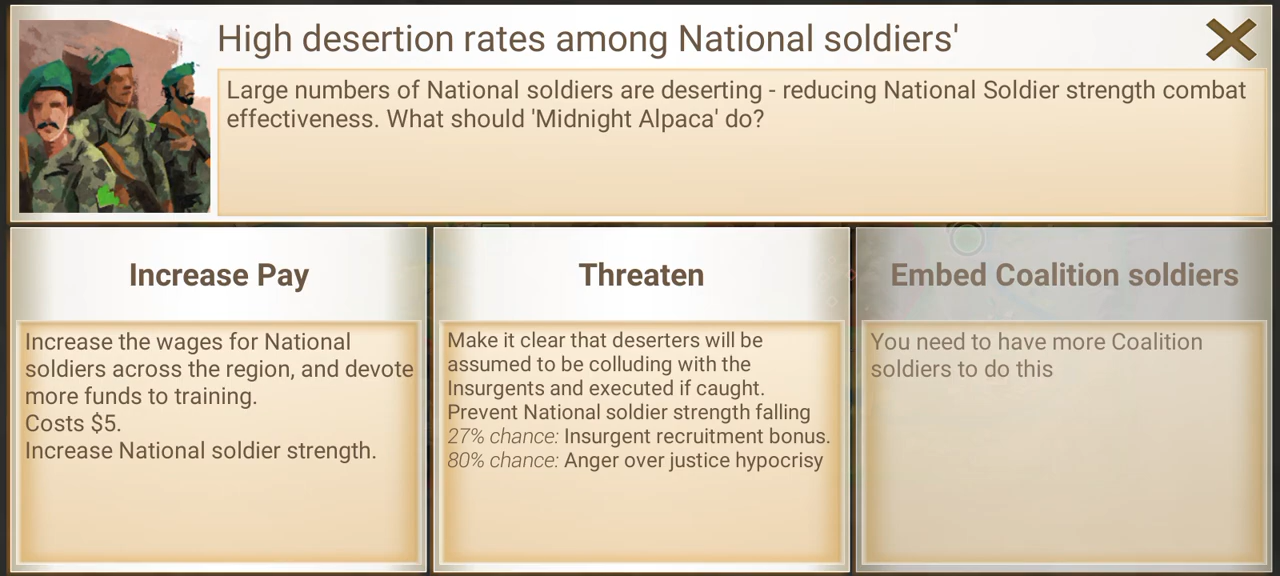 High desertion rates among National soldiers'
Large numbers of National soldiers are deserting - reducing National Soldier strength combat
effectiveness. What should 'Midnight Alpaca' do?
Increase Pay
Increase the wages for National
soldiers across the region, and devote
more funds to training.
Costs $5.
Increase National soldier strength.
Threaten
Make it clear that deserters will be
assumed to be colluding with the
Insurgents and executed if caught.
Prevent National soldier strength falling
27% chance: Insurgent recruitment bonus.
80% chance: Anger over justice hypocrisy
Embed Coalition soldiers
You need to have more Coalition
soldiers to do this